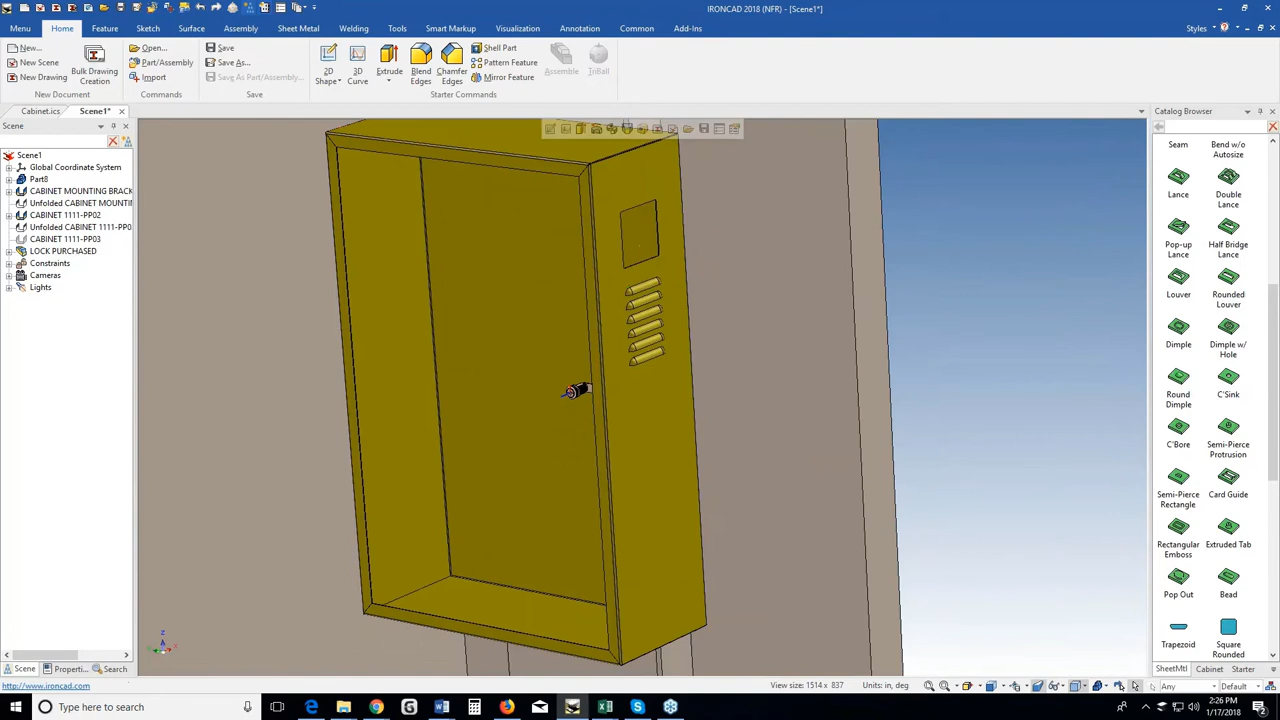 IRONCAD 2018 (NFR) - [Scene1*]
Menu Home Feature Sketch Surface Sheet Metal Welding Tools Smart Markup Visualization Annotation Common Add-Ins Styles
New... Open... Save Shell Part
New Scene Bulk Drawing Creation Part/Assembly Save As... 2D Shape 3D Curve Extrude Blend Edges Chamfer Edges Pattern Feature Assemble TriBall
New Drawing Import Save As Part/Assembly... Mirror Feature
New Document Commands Save Starter Commands
Cabinet.ics Scene1*
Scene
Scene1
Global Coordinate System
Part8
CABINET MOUNTING BRACK
Unfolded CABINET MOUNTI
CABINET 1111-PP02
Unfolded CABINET 1111-PP0
CABINET 1111-PP03
LOCK PURCHASED
Constraints
Cameras
Lights
Scene Properti... Search
Catalog Browser
Seam Bend w/o Autosize
Lance Double Lance
Pop-up Lance Half Bridge Lance
Louver Rounded Louver
Dimple Dimple w/ Hole
Round Dimple C'Sink
C'Bore Semi-Pierce Protrusion
Semi-Pierce Rectangle Card Guide
Rectangular Emboss Extruded Tab
Pop Out Bead
Trapezoid Square Rounded
SheetMtl Cabinet Starter
Z
X
http://www.ironcad.com
View size: 1514 x 837 Units: in, deg Any Default
Type here to search
2:26 PM
1/17/2018
2